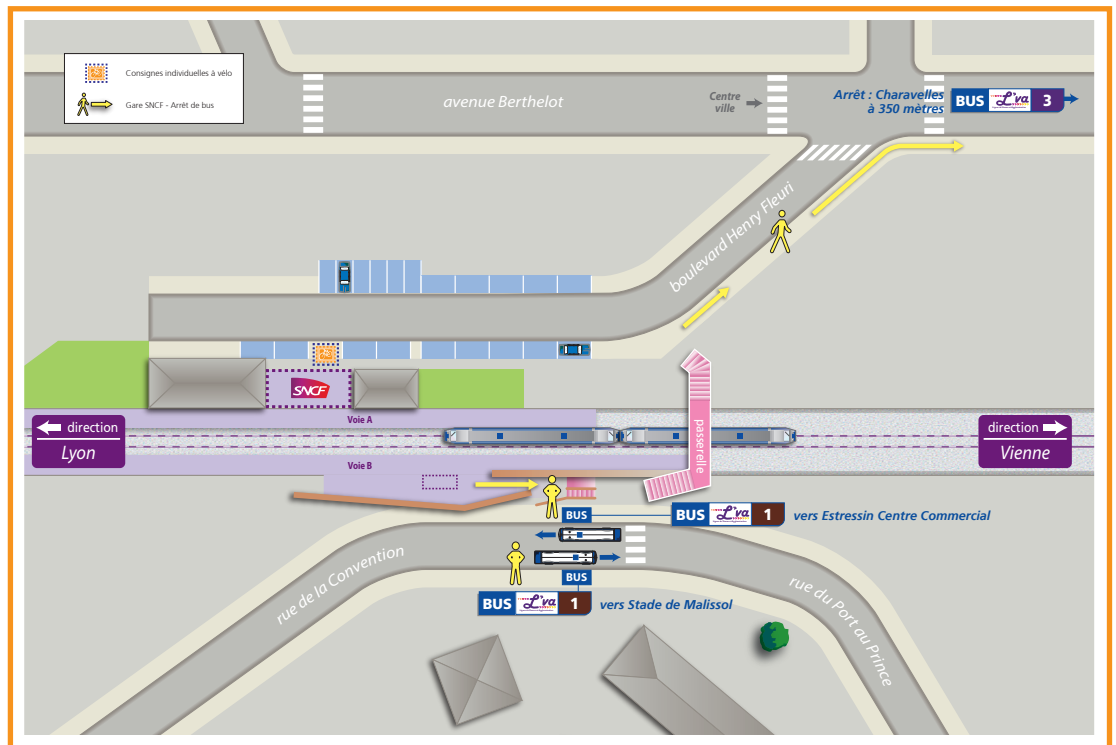 Consignes individuelles à vélo
Gare SNCF - Arrêt de bus
avenue Berthelot
Centre
ville
Arrêt : Charavelles
à 350 mètres
BUS L'va 3
boulevard Henry Fleuri
SNCF
Voie A
direction
Lyon
passerelle
direction
Vienne
Voie B
BUS
BUS L'va 1 vers Estressin Centre Commercial
rue de la Convention
BUS
BUS L'va 1 vers Stade de Malissol
rue du Port au Prince